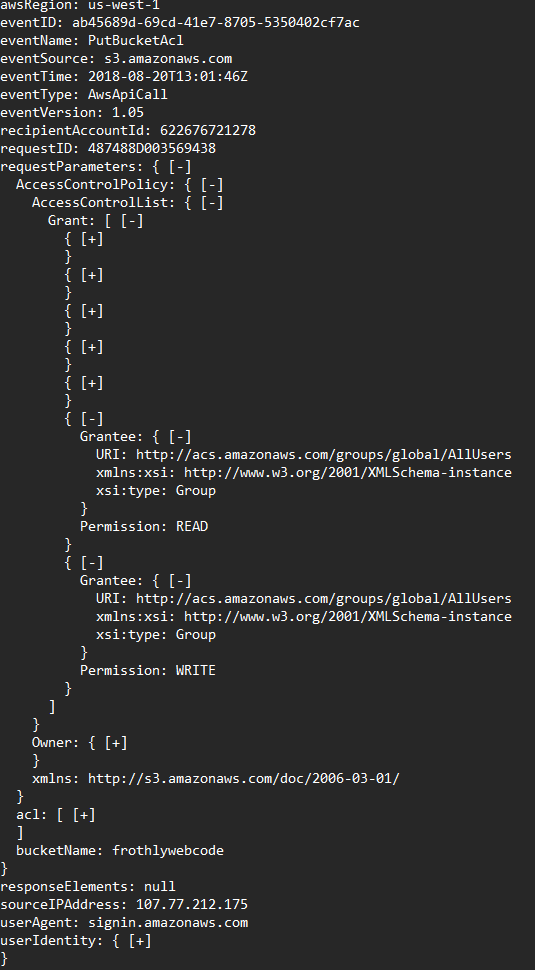 awsRegion: us-west-1
eventID: ab45689d-69cd-41e7-8705-5350402cf7ac
eventName: PutBucketAcl
eventSource: s3.amazonaws.com
eventTime: 2018-08-20T13:01:46Z
eventType: AwsApiCall
eventVersion: 1.05
recipientAccountId: 622676721278
requestID: 487488D003569438
requestParameters: { [-]
AccessControlPolicy: { [-]
AccessControlList: { [-]
Grant: [ [-]
{ [+]
}
{ [+]
}
{ [+]
}
{ [+]
}
{ [+]
}
{ [-]
Grantee: { [-]
URI: http://acs.amazonaws.com/groups/global/AllUsers
xmlns:xsi: http://www.w3.org/2001/XMLSchema-instance
xsi:type: Group
}
Permission: READ
}
{ [-]
Grantee: { [-]
URI: http://acs.amazonaws.com/groups/global/AllUsers
xmlns:xsi: http://www.w3.org/2001/XMLSchema-instance
xsi:type: Group
}
Permission: WRITE
}
]
}
Owner: { [+]
}
xmlns: http://s3.amazonaws.com/doc/2006-03-01/
}
acl: [ [+]
]
bucketName: frothlywebcode
}
responseElements: null
sourceIPAddress: 107.77.212.175
userAgent: signin.amazonaws.com
userIdentity: { [+]
}